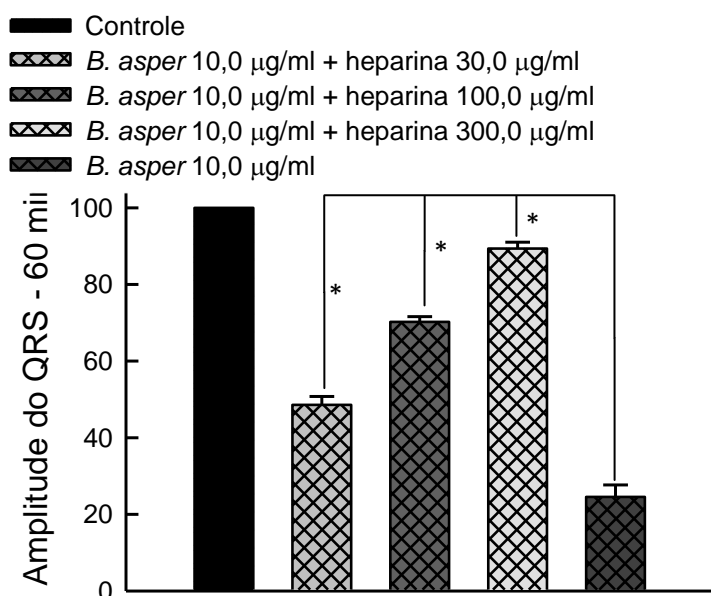 Controle
B. asper 10,0 µg/ml + heparina 30,0 µg/ml
B. asper 10,0 µg/ml + heparina 100,0 µg/ml
B. asper 10,0 µg/ml + heparina 300,0 µg/ml
B. asper 10,0 µg/ml
Amplitude do QRS - 60
100
80
60
40
20
0
*
*
*